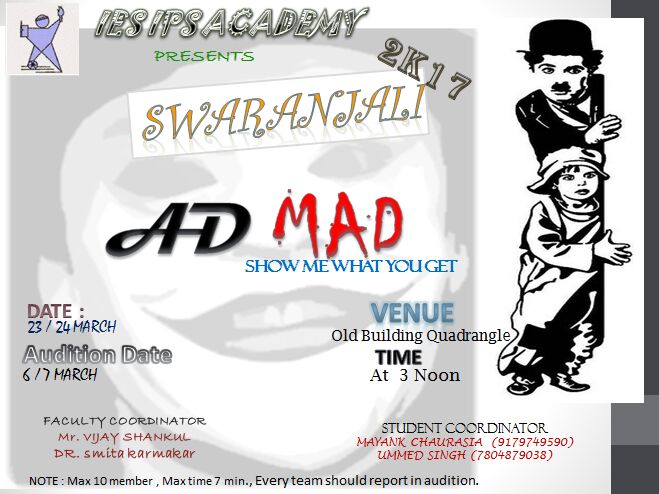 IES IPS ACADEMY
PRESENTS
2K17
SWARANJALI
AD MAD
SHOW ME WHAT YOU GET
DATE :
23 / 24 MARCH
VENUE
Old Building Quadrangle
Audition Date
6 / 7 MARCH
TIME
At 3 Noon
FACULTY COORDINATOR
Mr. VIJAY SHANKUL
DR. smita karmakar
STUDENT COORDINATOR
MAYANK CHAURASIA (9179749590)
UMMED SINGH (7804879038)
NOTE : Max 10 member , Max time 7 min., Every team should report in audition.